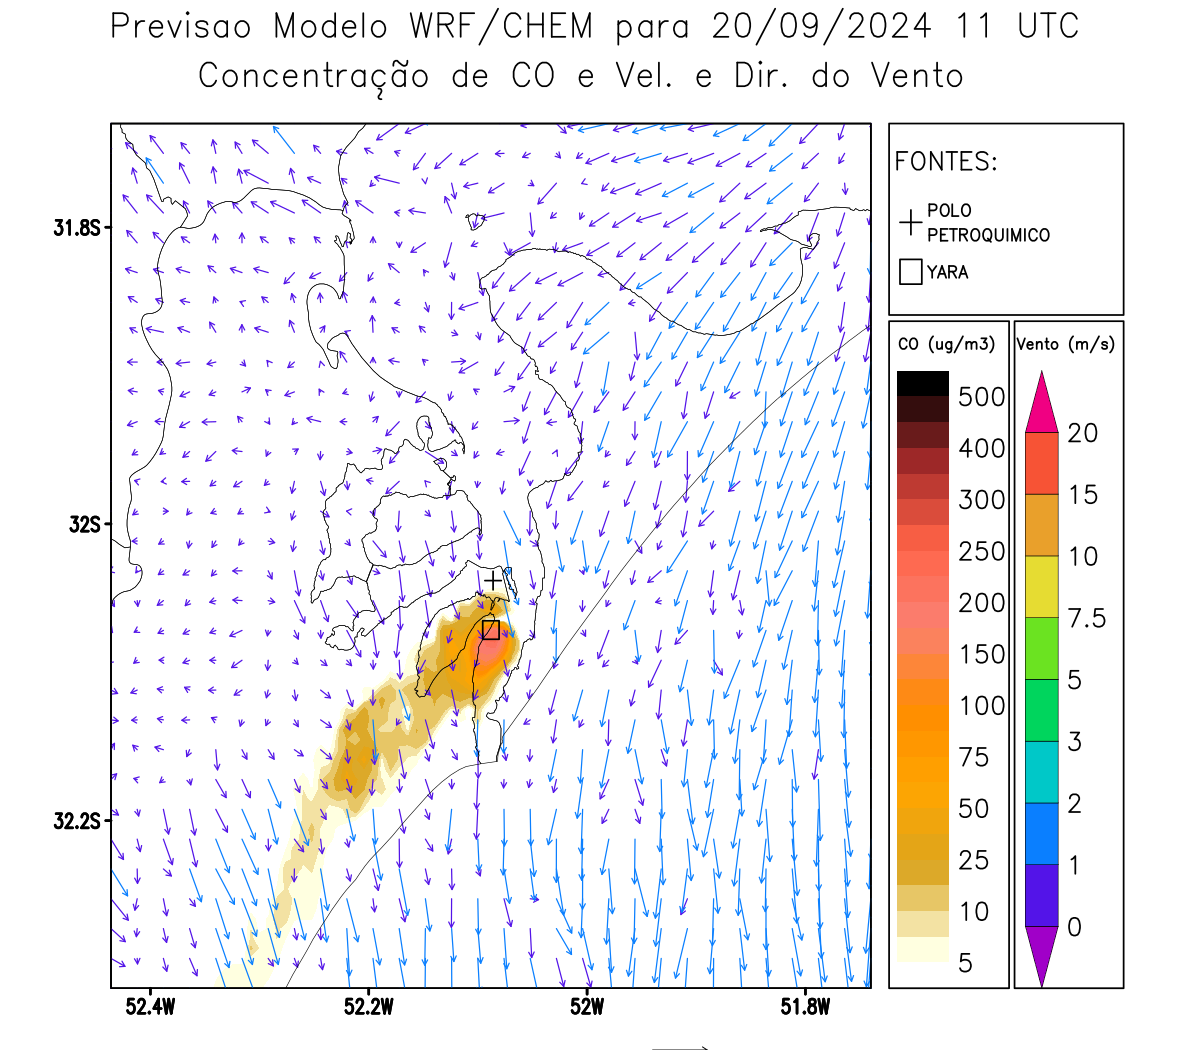 Previsao Modelo WRF/CHEM para 20/09/2024 11 UTC
Concentração de CO e Vel. e Dir. do Vento
FONTES:
POLO
PETROQUIMICO
YARA
CO (ug/m3)
500
400
300
250
200
150
100
75
50
25
10
5
Vento (m/s)
20
15
10
7.5
5
3
2
1
0
31.8S
32S
32.2S
52.4W
52.2W
52W
51.8W